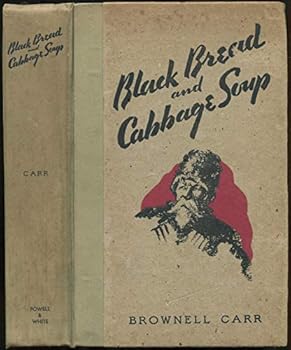 Black Bread
and
Cabbage Soup
CARR
POWELL
&
WHITE
Black Bread
and
Cabbage Soup
BROWNELL CARR